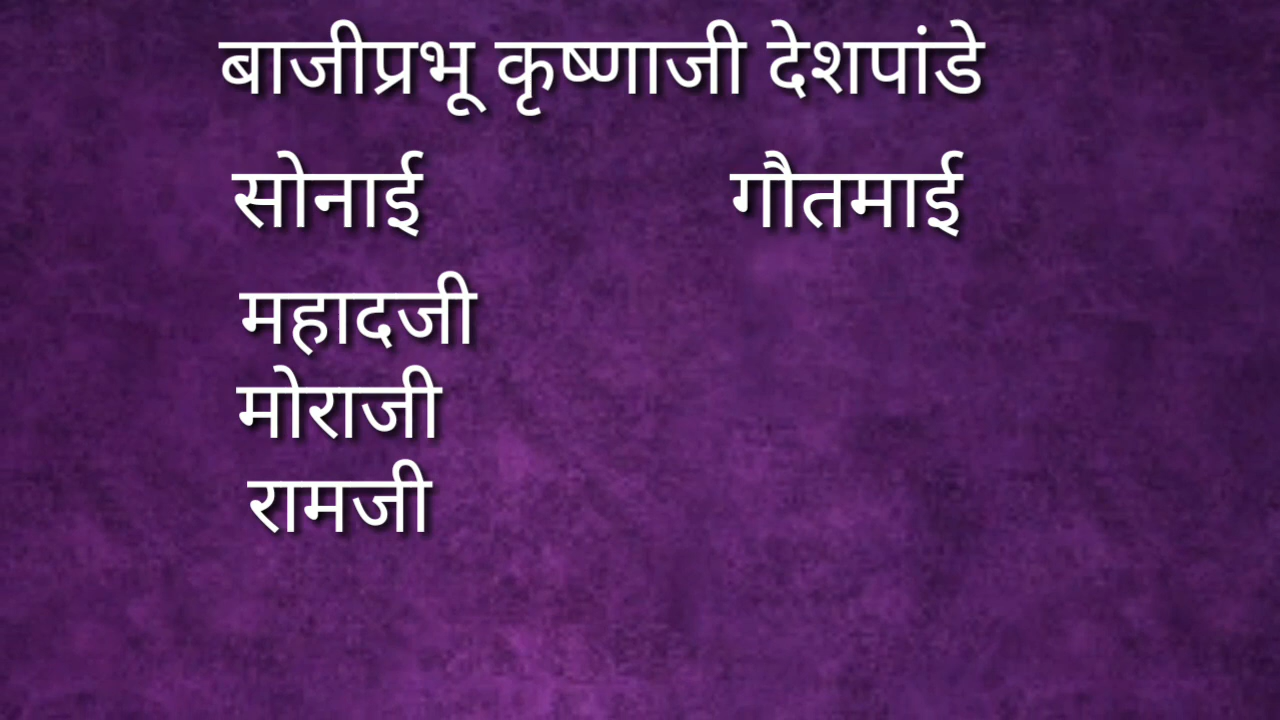 बाजीप्रभू कृष्णाजी देशपांडे
सोनाई गौतमाई
महादजी
मोराजी
रामजी